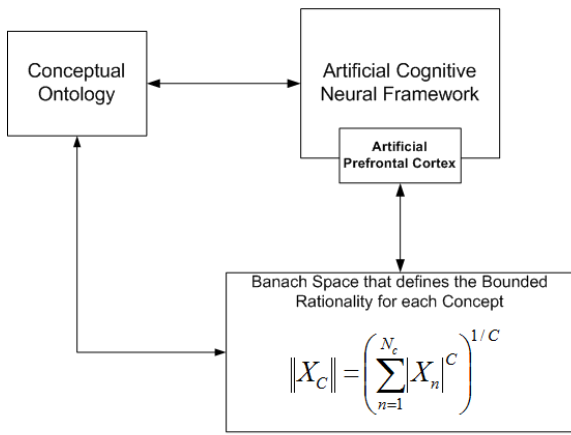 Conceptual
Ontology
Artificial Cognitive
Neural Framework
Artificial
Prefrontal Cortex
Banach Space that defines the Bounded
Rationality for each Concept
‖X_C‖ = (∑_{n=1}^{N_c} |X_n|^C)^{1/C}